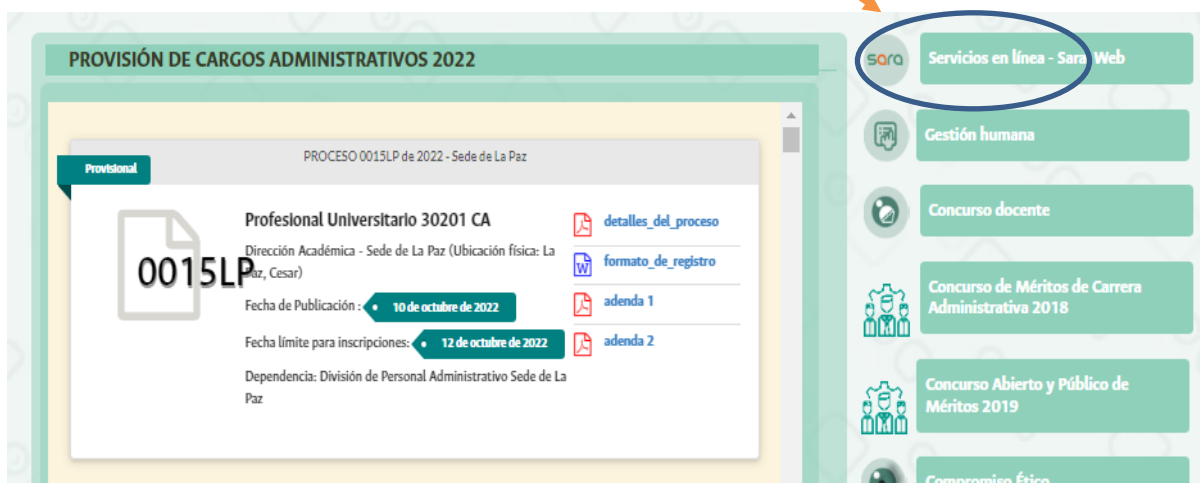 PROVISIÓN DE CARGOS ADMINISTRATIVOS 2022
PROCESO 0015LP de 2022 - Sede de La Paz
Provisional
0015LP
Profesional Universitario 30201 CA
Dirección Académica - Sede de La Paz (Ubicación física: La
Paz, Cesar)
Fecha de Publicación : 10 de octubre de 2022
Fecha límite para inscripciones: 12 de octubre de 2022
Dependencia: División de Personal Administrativo Sede de La
Paz
detalles_del_proceso
W formato_de_registro
adenda 1
adenda 2
sara Servicios en línea - Sara Web
Gestión humana
Concurso docente
Concurso de Méritos de Carrera
Administrativa 2018
Concurso Abierto y Público de
Méritos 2019
Compromiso Ético